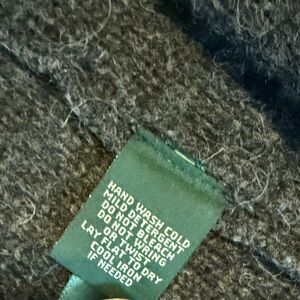 HAND WASH COLD
MILD DETERGENT
DO NOT BLEACH
DO NOT WRING
OR TWIST
LAY FLAT TO DRY
COOL IRON
IF NEEDED